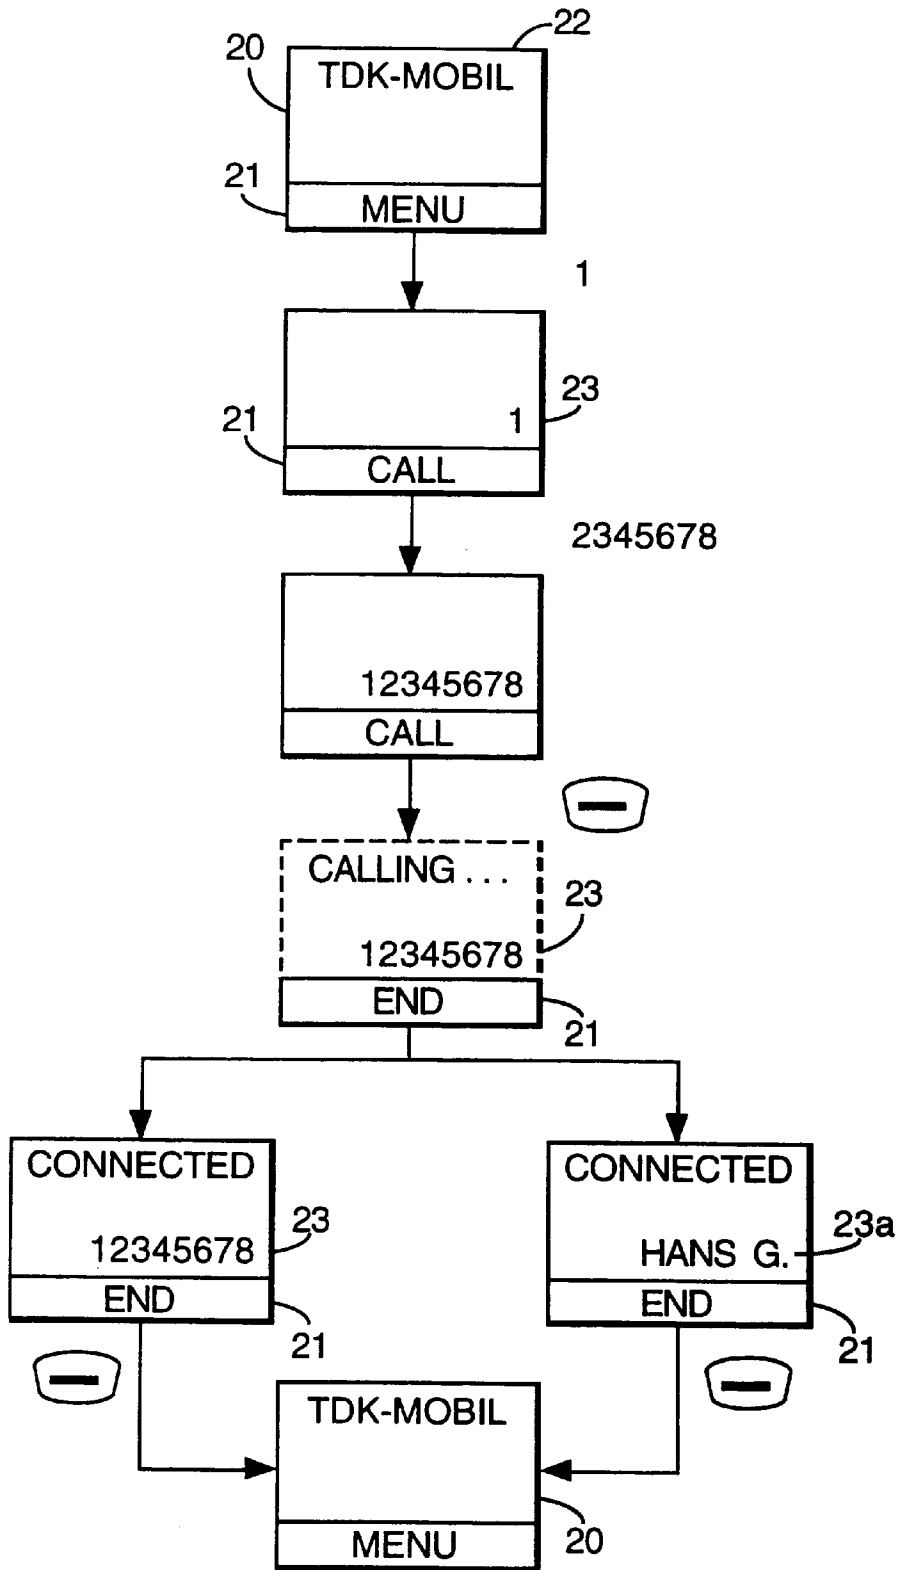 22
20
TDK-MOBIL
21
MENU
1
23
1
21
CALL
2345678
12345678
CALL
CALLING . . .
23
12345678
END
21
CONNECTED
23
12345678
END
21
CONNECTED
23a
HANS G.
END
21
TDK-MOBIL
20
MENU